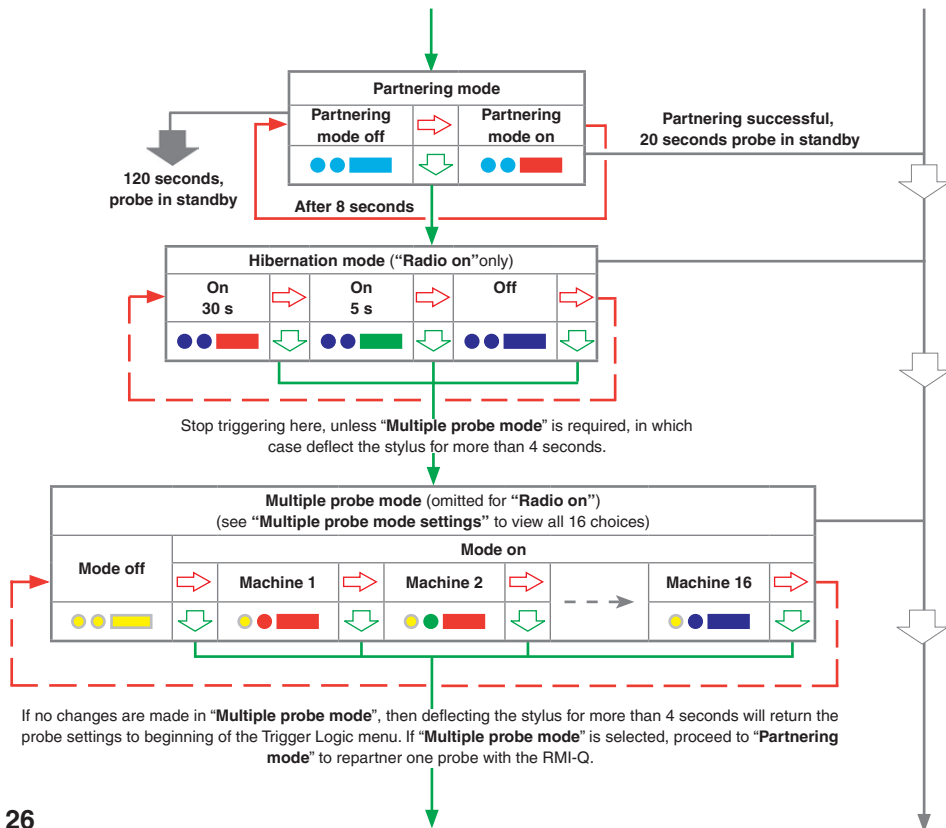 Partnering mode
Partnering
mode off
Partnering
mode on
Partnering successful,
20 seconds probe in standby
120 seconds,
probe in standby
After 8 seconds
Hibernation mode (“Radio on”only)
On
30 s
On
5 s
Off
Stop triggering here, unless “Multiple probe mode” is required, in which
case deflect the stylus for more than 4 seconds.
Multiple probe mode (omitted for “Radio on”)
(see “Multiple probe mode settings” to view all 16 choices)
Mode off
Mode on
Machine 1
Machine 2
Machine 16
If no changes are made in “Multiple probe mode”, then deflecting the stylus for more than 4 seconds will return the
probe settings to beginning of the Trigger Logic menu. If “Multiple probe mode” is selected, proceed to “Partnering
mode” to repartner one probe with the RMI-Q.
26